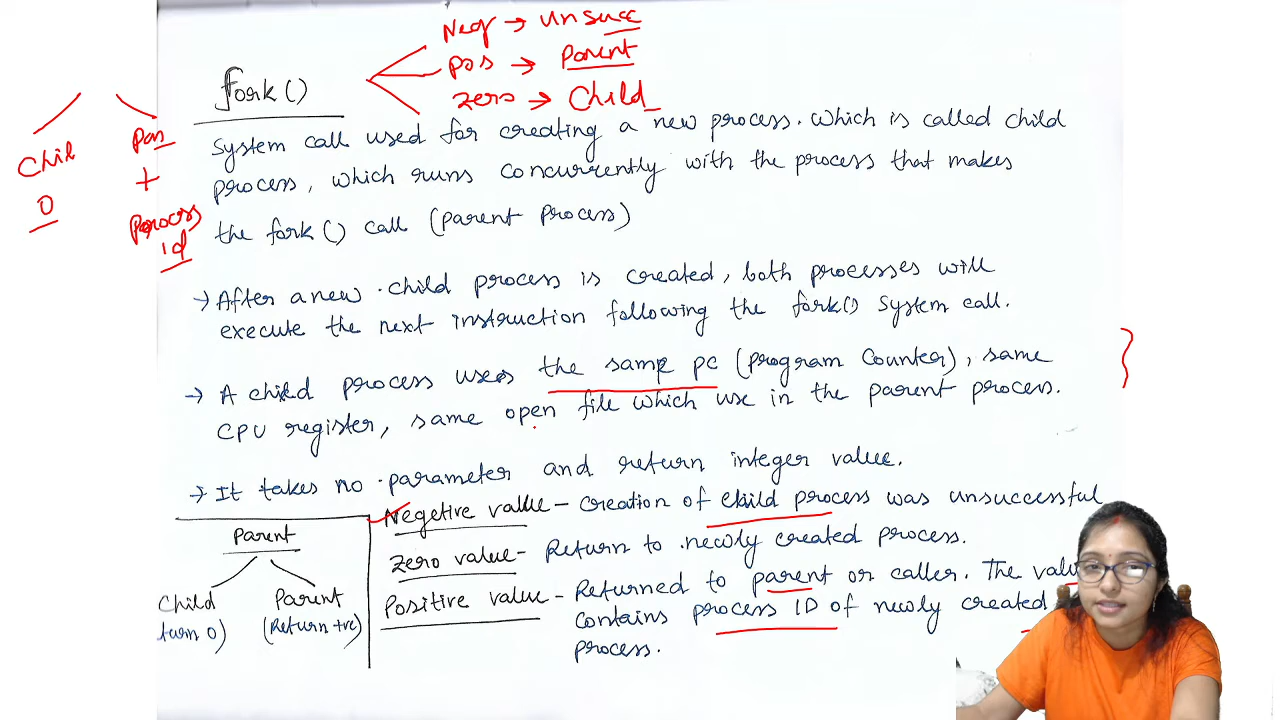 Neg → unsucc
fork() pos → Parent
zero → Child
Chil Par
+
0 Process
id
System call used for creating a new process. Which is called child
process, which runs concurrently with the process that makes
the fork() call (parent process)
→ After a new child process is created, both processes will
execute the next instruction following the fork() system call.
→ A child process uses the same pc (program counter), same
CPU register, same open file which use in the parent process.
→ It takes no parameter and return integer value.
Negetive value – creation of child process was unsuccessful
Zero value – Return to newly created process.
Positive value – Returned to parent or caller. The valu
contains process ID of newly created
process.
Parent
Child Parent
turn 0) (Return +ve)